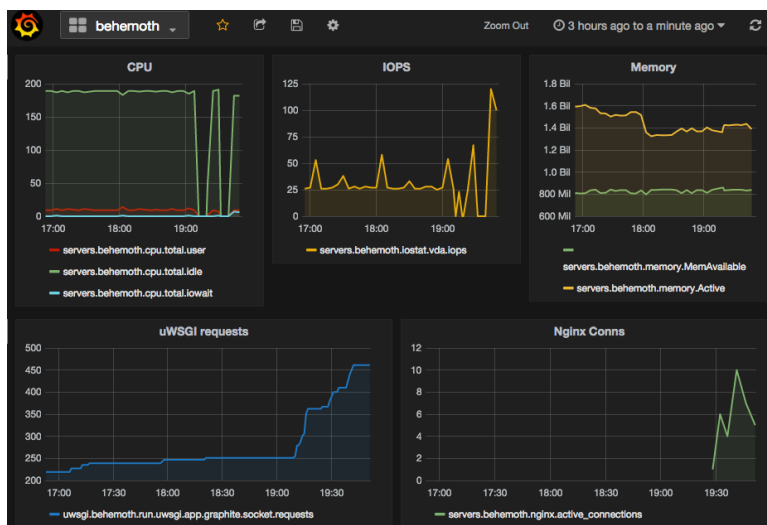 behemoth
Zoom Out
3 hours ago to a minute ago
CPU
200
150
100
50
0
17:00 18:00 19:00
servers.behemoth.cpu.total.user
servers.behemoth.cpu.total.idle
servers.behemoth.cpu.total.iowait
IOPS
125
100
75
50
25
0
17:00 18:00 19:00
servers.behemoth.iostat.vda.iops
Memory
1.8 Bil
1.6 Bil
1.4 Bil
1.2 Bil
1.0 Bil
800 Mil
600 Mil
17:00 18:00 19:00
servers.behemoth.memory.MemAvailable
servers.behemoth.memory.Active
uWSGI requests
500
450
400
350
300
250
200
17:00 17:30 18:00 18:30 19:00 19:30
uwsgi.behemoth.run.uwsgi.app.graphite.socket.requests
Nginx Conns
12
10
8
6
4
2
0
17:00 17:30 18:00 18:30 19:00 19:30
servers.behemoth.nginx.active_connections